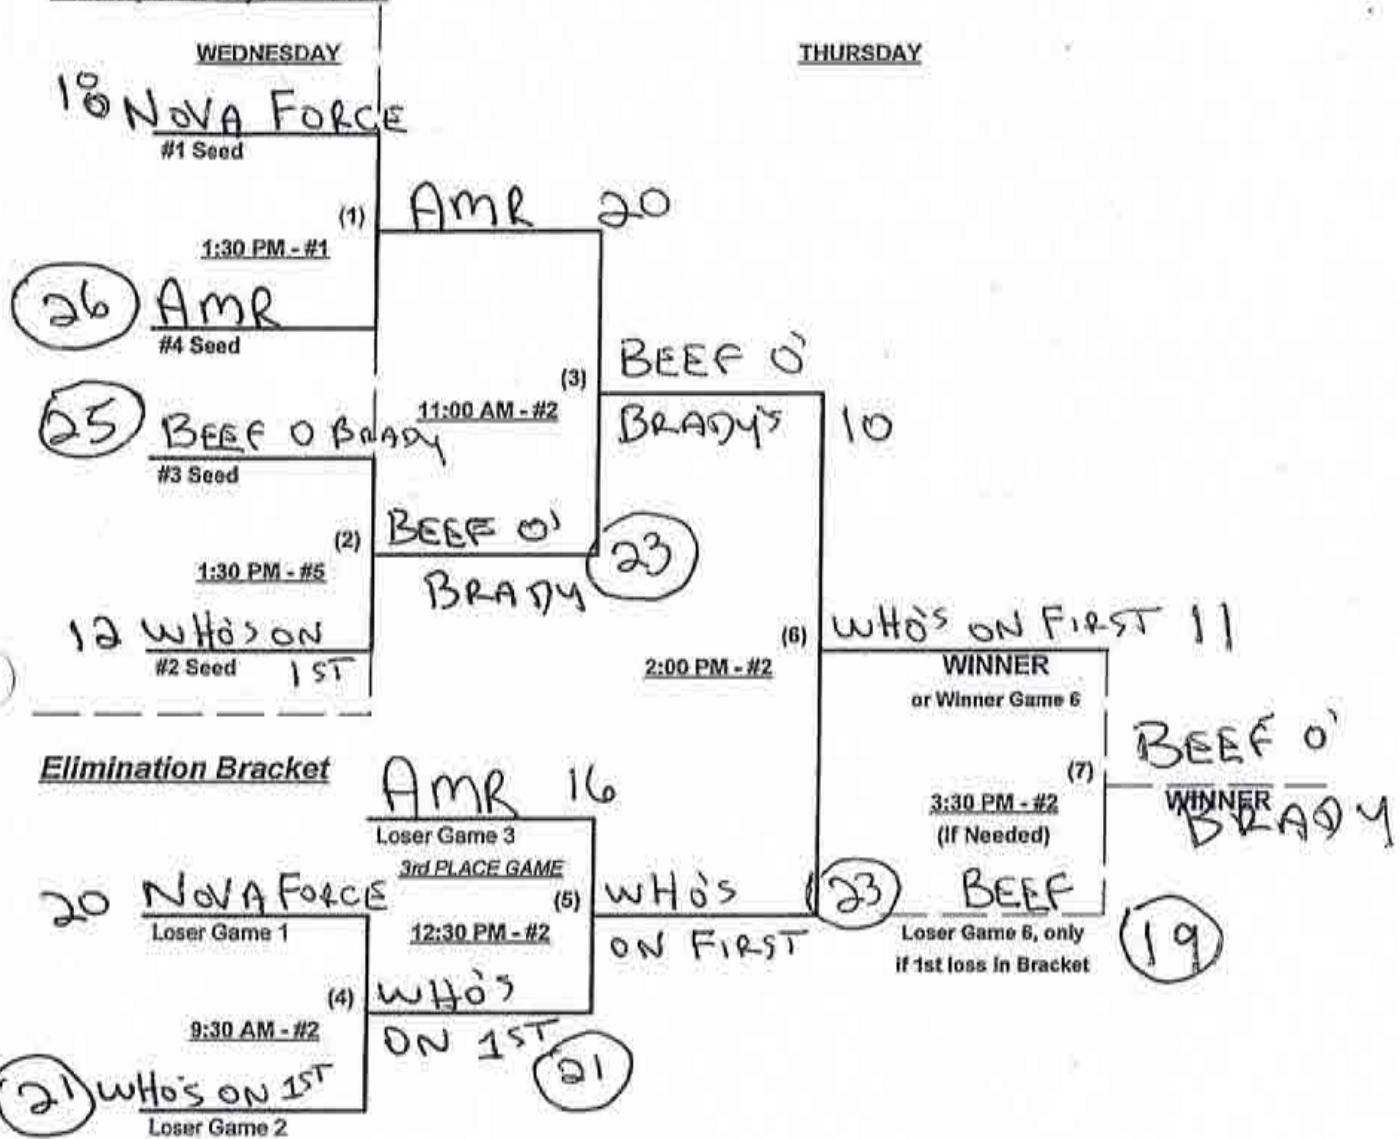 WEDNESDAY
THURSDAY
18 NOVA FORCE
#1 Seed
(1)
AMR 20
1:30 PM - #1
26 AMR
#4 Seed
BEEF O'
(3)
11:00 AM - #2
BRADY'S 10
25 BEEF O BRADY
#3 Seed
(2)
BEEF O'
23
1:30 PM - #5
BRADY
12 WHO'S ON
1ST
#2 Seed
(6)
WHO'S ON FIRST 11
2:00 PM - #2
WINNER
or Winner Game 6
BEEF O'
(7)
WINNER
BRADY
3:30 PM - #2
(If Needed)
Elimination Bracket
AMR 16
Loser Game 3
3rd PLACE GAME
20 NOVA FORCE
Loser Game 1
(5)
WHO'S
23
BEEF
12:30 PM - #2
ON FIRST
Loser Game 6, only
if 1st loss in Bracket
19
(4)
WHO'S
9:30 AM - #2
ON 1ST
21
21 WHO'S ON 1ST
Loser Game 2